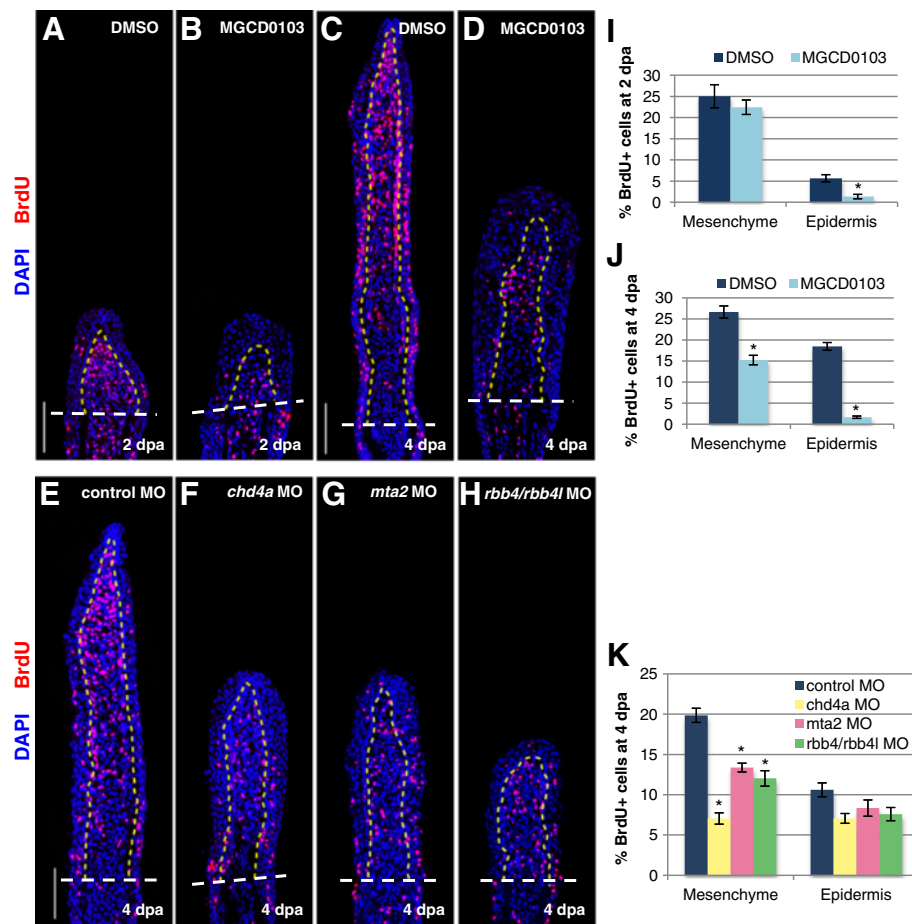 A DMSO
B MGCD0103
C DMSO
D MGCD0103
DAPI BrdU
2 dpa
2 dpa
4 dpa
4 dpa
I
DMSO MGCD0103
% BrdU+ cells at 2 dpa
30
25
20
15
10
5
0
*
Mesenchyme Epidermis
J
DMSO MGCD0103
% BrdU+ cells at 4 dpa
30
25
20
15
10
5
0
* *
Mesenchyme Epidermis
E control MO
F chd4a MO
G mta2 MO
H rbb4/rbb4l MO
DAPI BrdU
4 dpa
4 dpa
4 dpa
4 dpa
K
control MO
chd4a MO
mta2 MO
rbb4/rbb4l MO
% BrdU+ cells at 4 dpa
25
20
15
10
5
0
* * *
Mesenchyme Epidermis